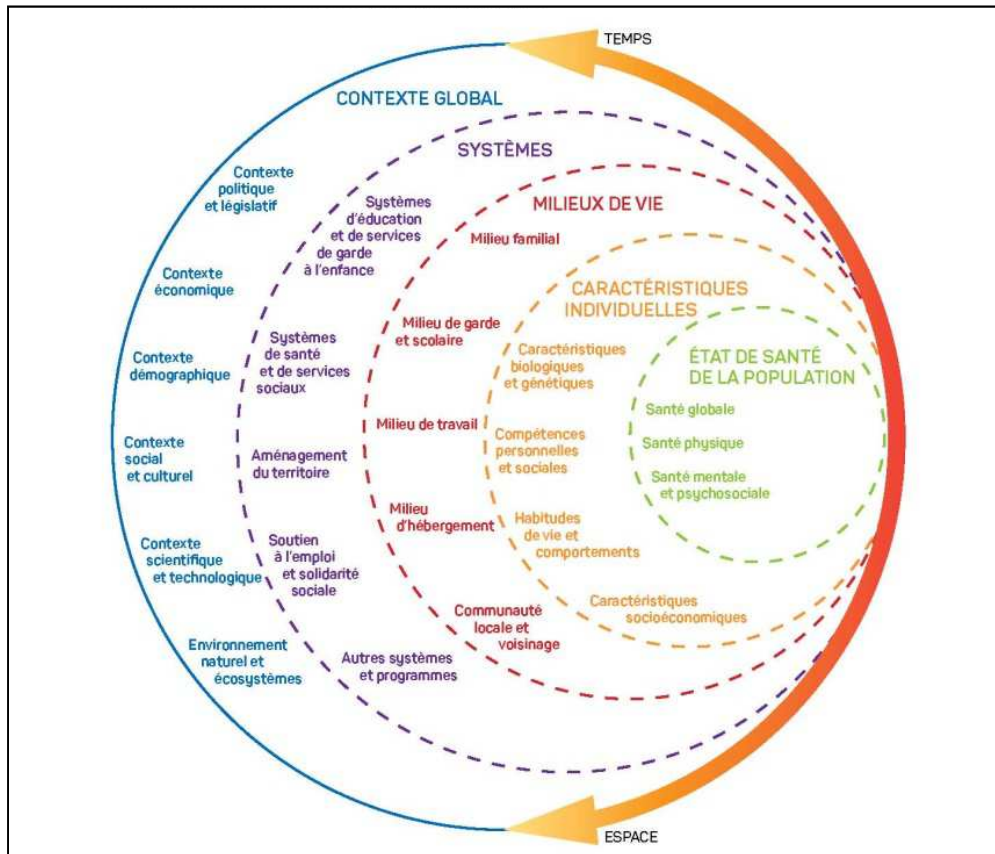 TEMPS
CONTEXTE GLOBAL
Contexte
politique
et législatif
Contexte
économique
Contexte
démographique
Contexte
social
et culturel
Contexte
scientifique
et technologique
Environnement
naturel et
écosystèmes
SYSTÈMES
Systèmes
d'éducation
et de services
de garde
à l'enfance
Systèmes
de santé
et de services
sociaux
Aménagement
du territoire
Soutien
à l'emploi
et solidarité
sociale
Autres systèmes
et programmes
MILIEUX DE VIE
Milieu familial
Milieu de garde
et scolaire
Milieu de travail
Milieu
d'hébergement
Communauté
locale et
voisinage
CARACTÉRISTIQUES
INDIVIDUELLES
Caractéristiques
biologiques
et génétiques
Compétences
personnelles
et sociales
Habitudes
de vie et
comportements
Caractéristiques
socioéconomiques
ÉTAT DE SANTÉ
DE LA POPULATION
Santé globale
Santé physique
Santé mentale
et psychosociale
ESPACE